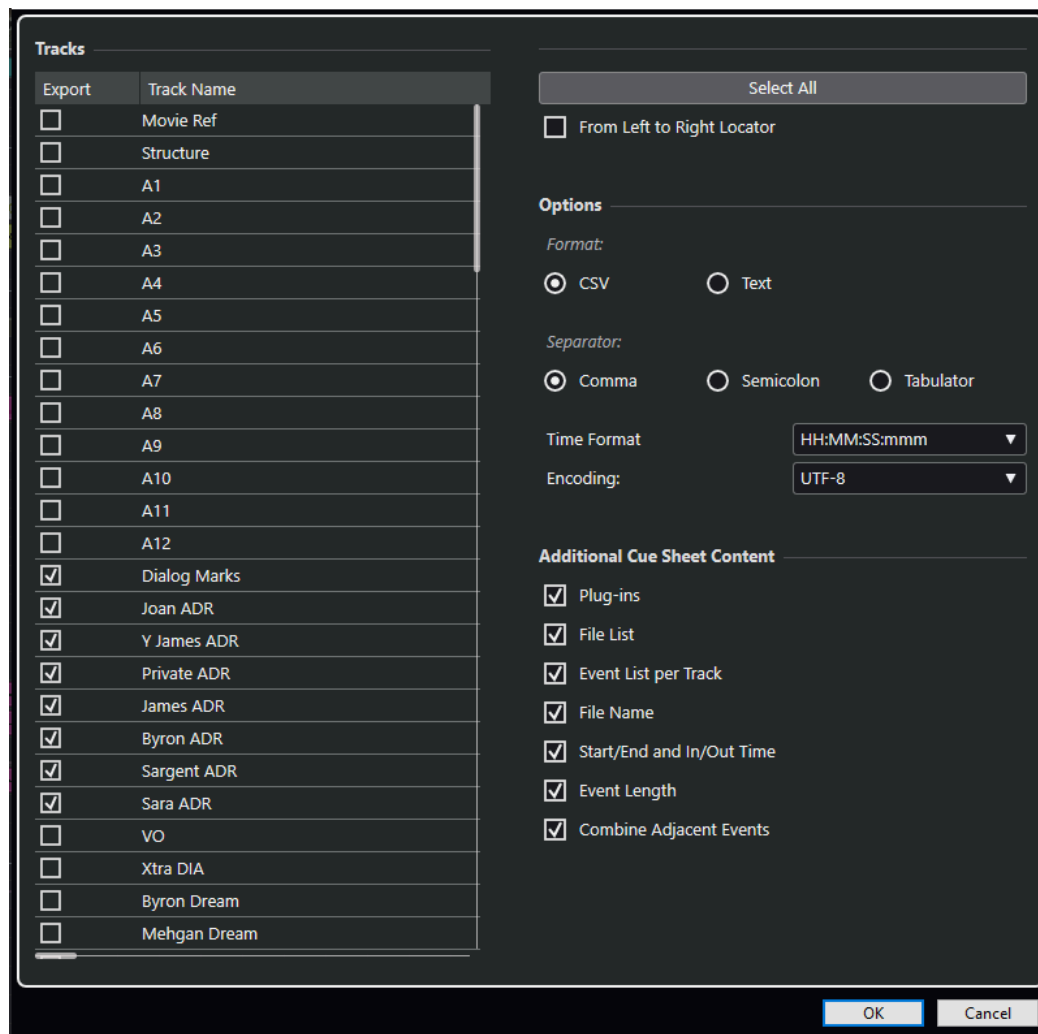 Tracks
Export Track Name
Movie Ref
Structure
A1
A2
A3
A4
A5
A6
A7
A8
A9
A10
A11
A12
Dialog Marks
Joan ADR
Y James ADR
Private ADR
James ADR
Byron ADR
Sargent ADR
Sara ADR
VO
Xtra DIA
Byron Dream
Mehgan Dream
Select All
From Left to Right Locator
Options
Format:
CSV Text
Separator:
Comma Semicolon Tabulator
Time Format HH:MM:SS:mmm
Encoding: UTF-8
Additional Cue Sheet Content
Plug-ins
File List
Event List per Track
File Name
Start/End and In/Out Time
Event Length
Combine Adjacent Events
OK Cancel